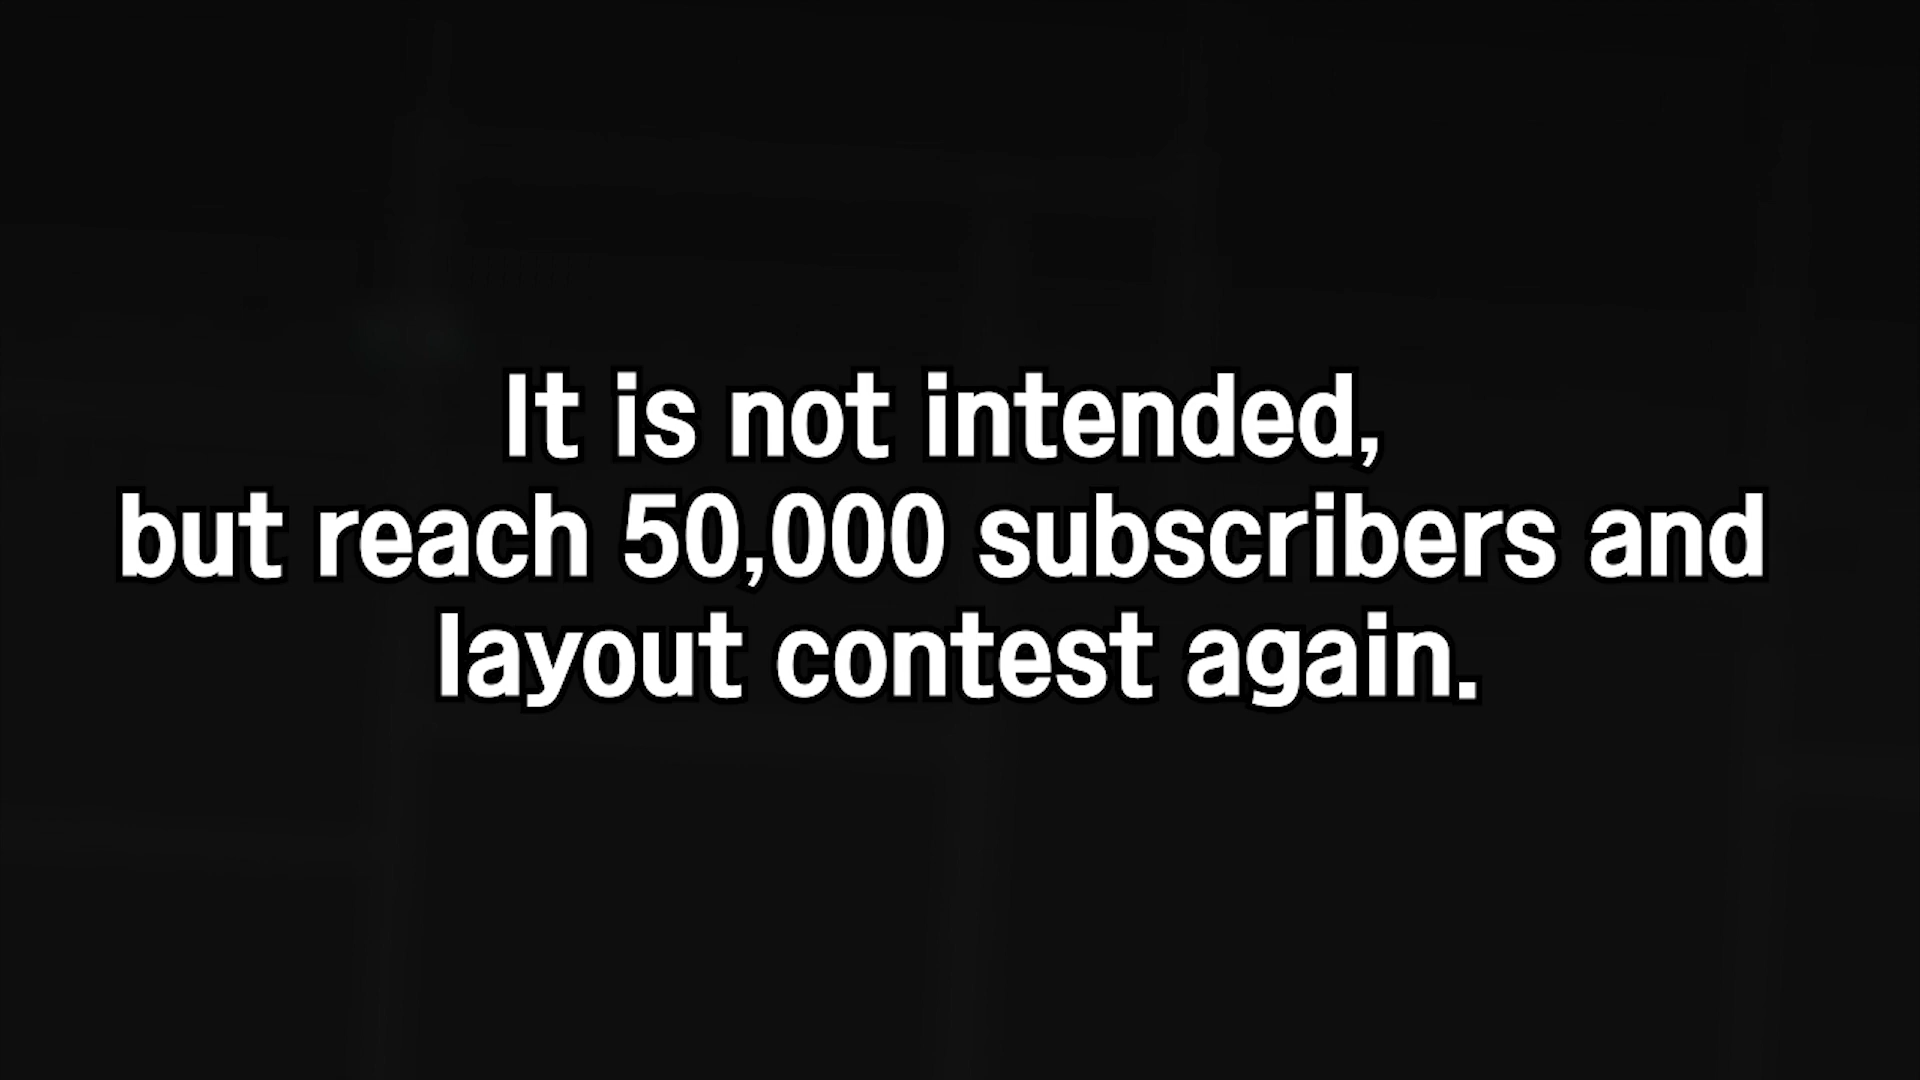 It is not intended,
but reach 50,000 subscribers and
layout contest again.